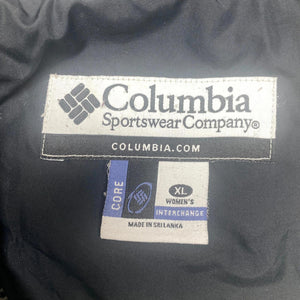 Columbia
Sportswear Company®
COLUMBIA.COM
CORE
XL
WOMEN'S
INTERCHANGE
MADE IN SRI LANKA